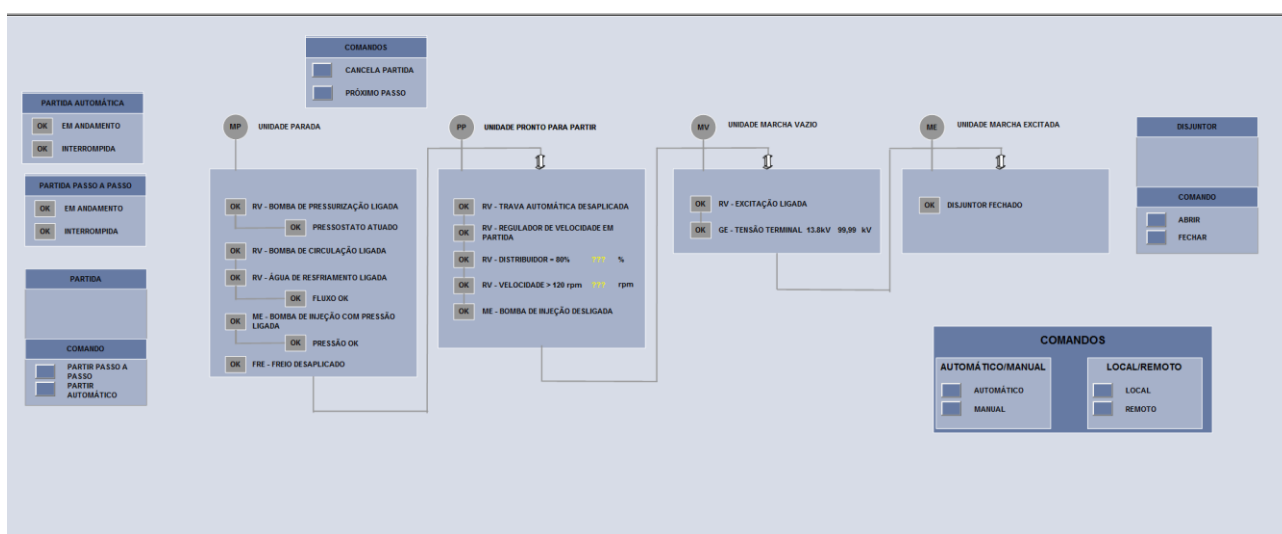 COMANDOS
CANCELA PARTIDA
PRÓXIMO PASSO
PARTIDA AUTOMÁTICA
OK EM ANDAMENTO
OK INTERROMPIDA
PARTIDA PASSO A PASSO
OK EM ANDAMENTO
OK INTERROMPIDA
PARTIDA
COMANDO
PARTIR PASSO A
PASSO
PARTIR
AUTOMÁTICO
MP UNIDADE PARADA
OK RV - BOMBA DE PRESSURIZAÇÃO LIGADA
OK PRESSOSTATO ATUADO
OK RV - BOMBA DE CIRCULAÇÃO LIGADA
OK RV - ÁGUA DE RESFRIAMENTO LIGADA
OK FLUXO OK
OK ME - BOMBA DE INJEÇÃO COM PRESSÃO
LIGADA
OK PRESSÃO OK
OK FRE - FREIO DESAPLICADO
PP UNIDADE PRONTO PARA PARTIR
OK RV - TRAVA AUTOMÁTICA DESAPLICADA
OK RV - REGULADOR DE VELOCIDADE EM
PARTIDA
OK RV - DISTRIBUIDOR = 80% ??? %
OK RV - VELOCIDADE > 120 rpm ??? rpm
OK ME - BOMBA DE INJEÇÃO DESLIGADA
MV UNIDADE MARCHA VAZIO
OK RV - EXCITAÇÃO LIGADA
OK GE - TENSÃO TERMINAL 13.8kV 99,99 kV
ME UNIDADE MARCHA EXCITADA
OK DISJUNTOR FECHADO
DISJUNTOR
COMANDO
ABRIR
FECHAR
COMANDOS
AUTOMÁTICO/MANUAL
AUTOMÁTICO
MANUAL
LOCAL/REMOTO
LOCAL
REMOTO